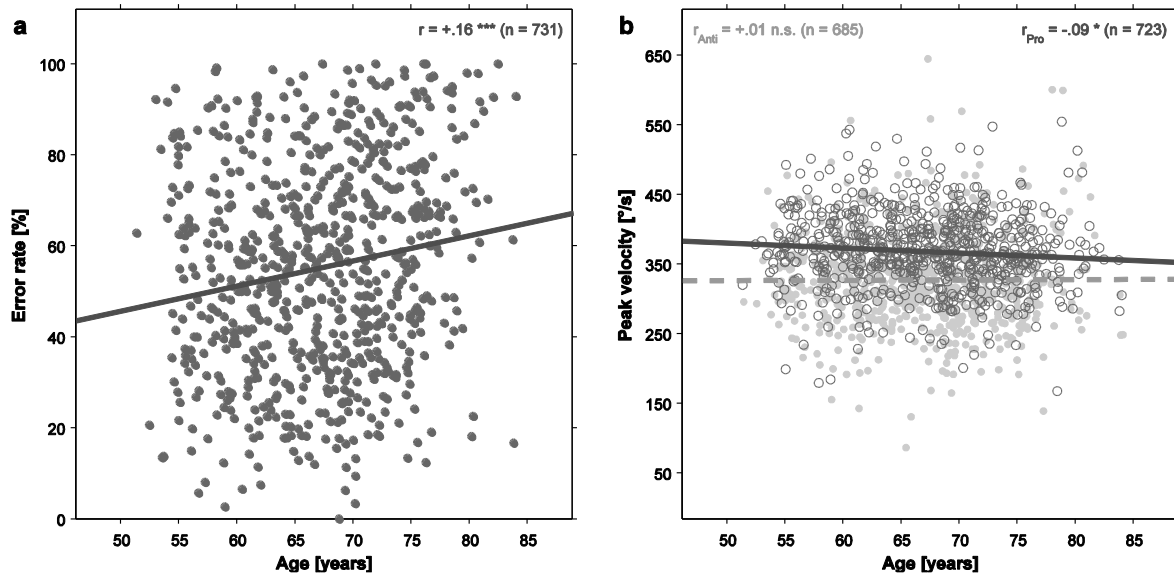 a
r = +.16 *** (n = 731)
100
80
60
40
20
0
Error rate [%]
50 55 60 65 70 75 80 85
Age [years]
b
r_Anti = +.01 n.s. (n = 685)
r_Pro = -.09 * (n = 723)
650
550
450
350
250
150
50
Peak velocity [°/s]
50 55 60 65 70 75 80 85
Age [years]